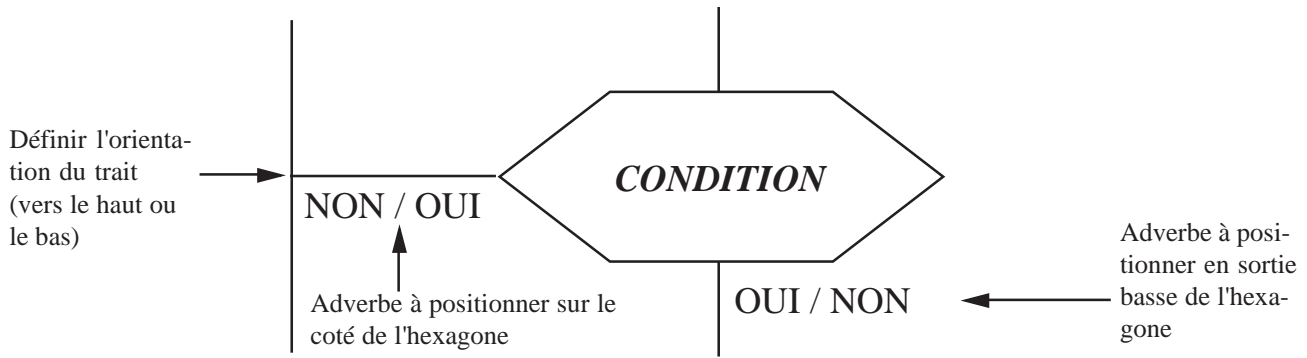 Définir l'orienta-
tion du trait
(vers le haut ou
le bas)
CONDITION
NON / OUI
Adverbe à positionner sur le
coté de l'hexagone
OUI / NON
Adverbe à posi-
tionner en sortie
basse de l'hexa-
gone